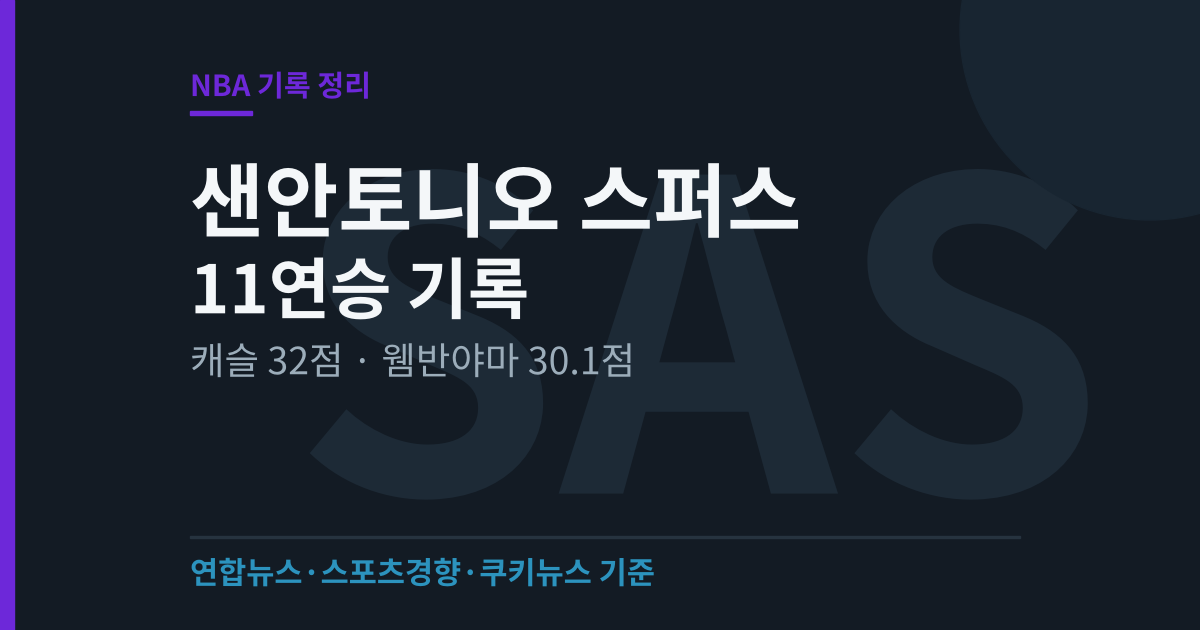 NBA 기록 정리
샌안토니오 스퍼스
11연승 기록
캐슬 32점 · 웸반야마 30.1점
SAS
연합뉴스·스포츠경향·쿠키뉴스 기준